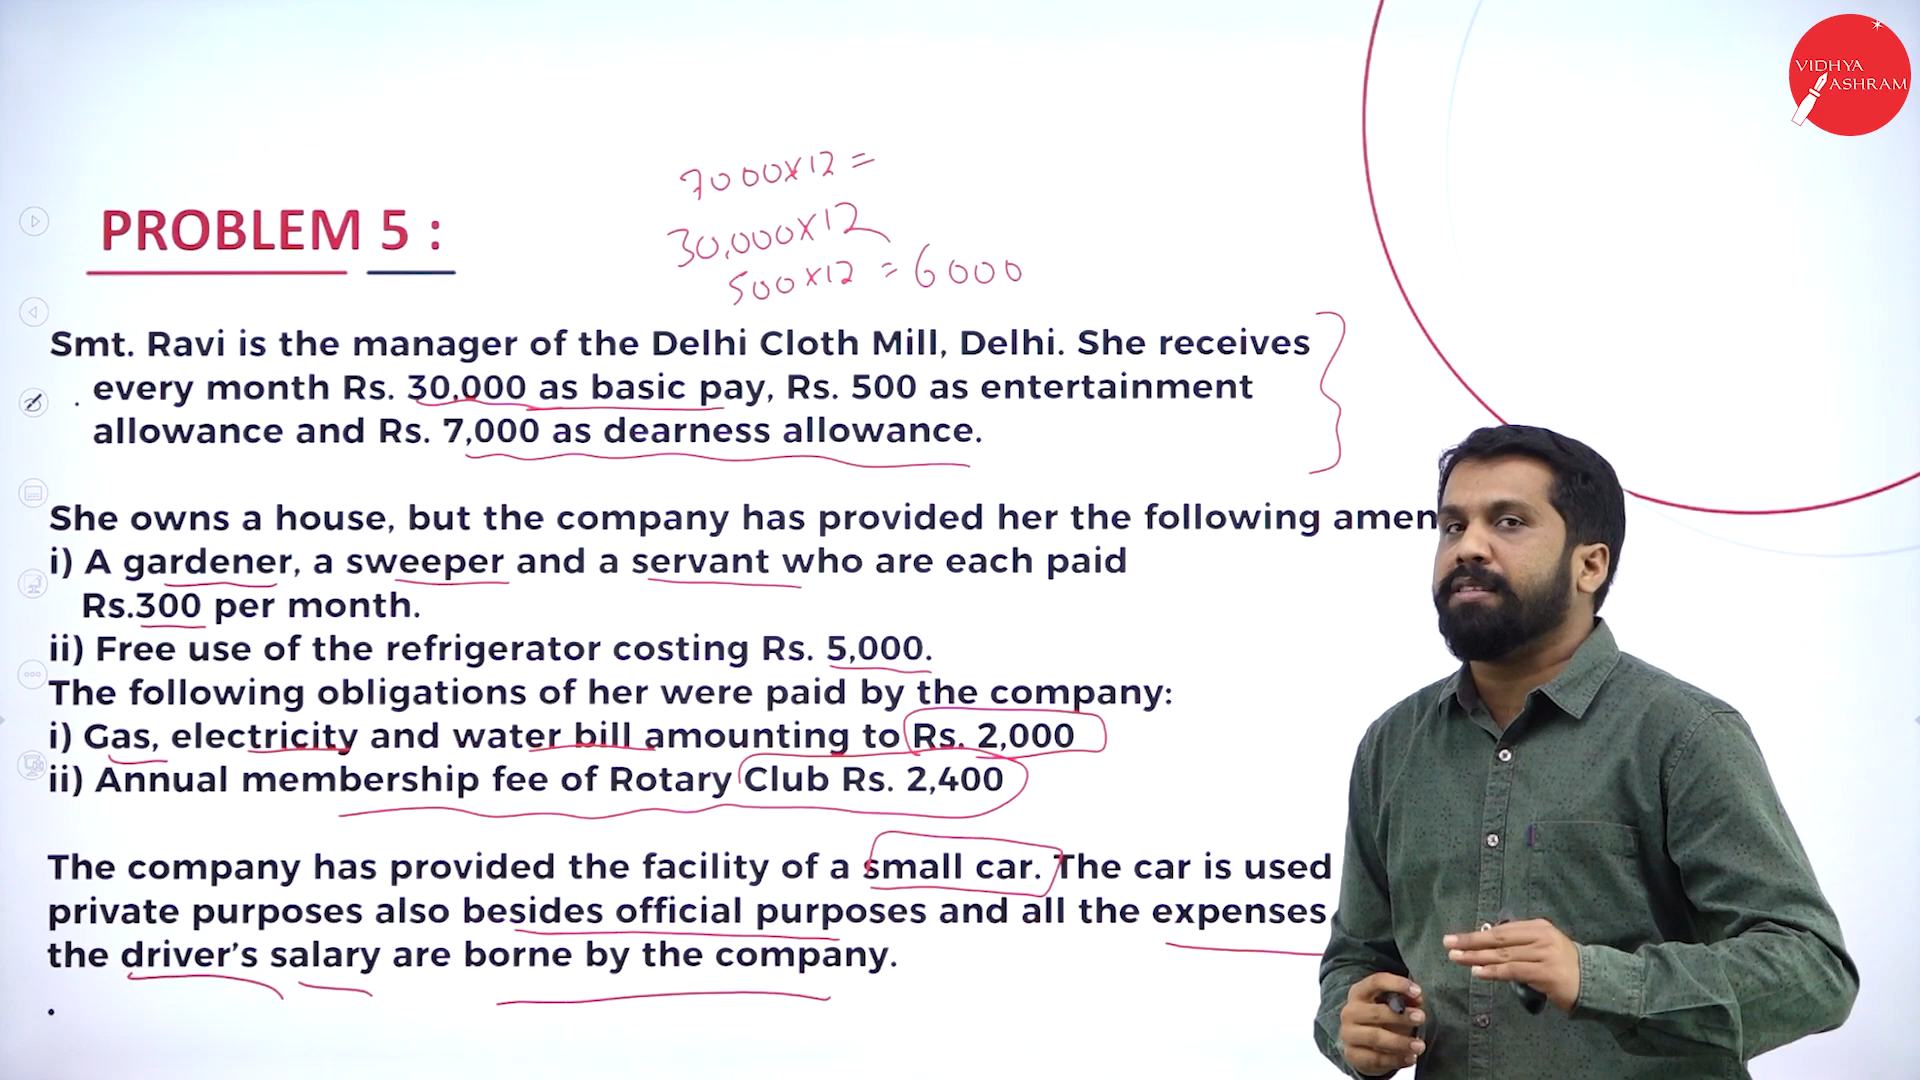 VIDHYA
ASHRAM
7000x12 =
30,000x12
500x12 = 6000
PROBLEM 5 :
Smt. Ravi is the manager of the Delhi Cloth Mill, Delhi. She receives
every month Rs. 30,000 as basic pay, Rs. 500 as entertainment
allowance and Rs. 7,000 as dearness allowance.
She owns a house, but the company has provided her the following amen
i) A gardener, a sweeper and a servant who are each paid
Rs.300 per month.
ii) Free use of the refrigerator costing Rs. 5,000.
The following obligations of her were paid by the company:
i) Gas, electricity and water bill amounting to Rs. 2,000
ii) Annual membership fee of Rotary Club Rs. 2,400
The company has provided the facility of a small car. The car is used
private purposes also besides official purposes and all the expenses
the driver's salary are borne by the company.